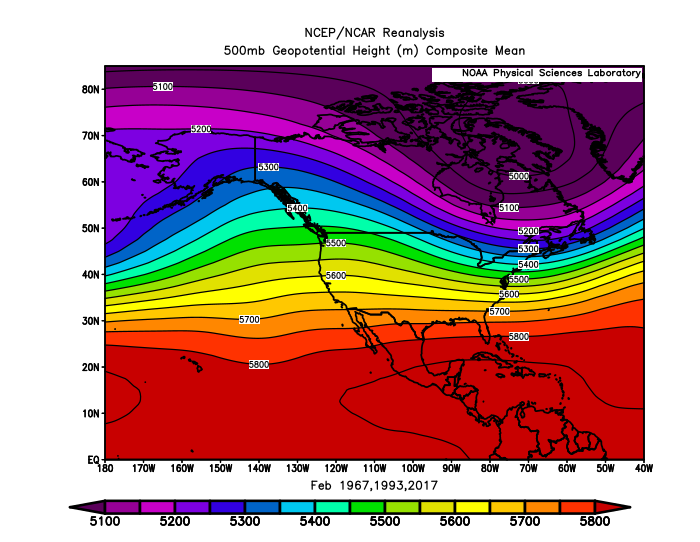 NCEP/NCAR Reanalysis
500mb Geopotential Height (m) Composite Mean
NOAA Physical Sciences Laboratory
80N
5100
70N
5200
60N
5300
5000
5400
5100
50N
5200
5500
5300
5400
40N
5600
5500
5600
5700
30N
5700
5800
20N
5800
10N
EQ
180 170W 160W 150W 140W 130W 120W 110W 100W 90W 80W 70W 60W 50W 40W
Feb 1967,1993,2017
5100 5200 5300 5400 5500 5600 5700 5800